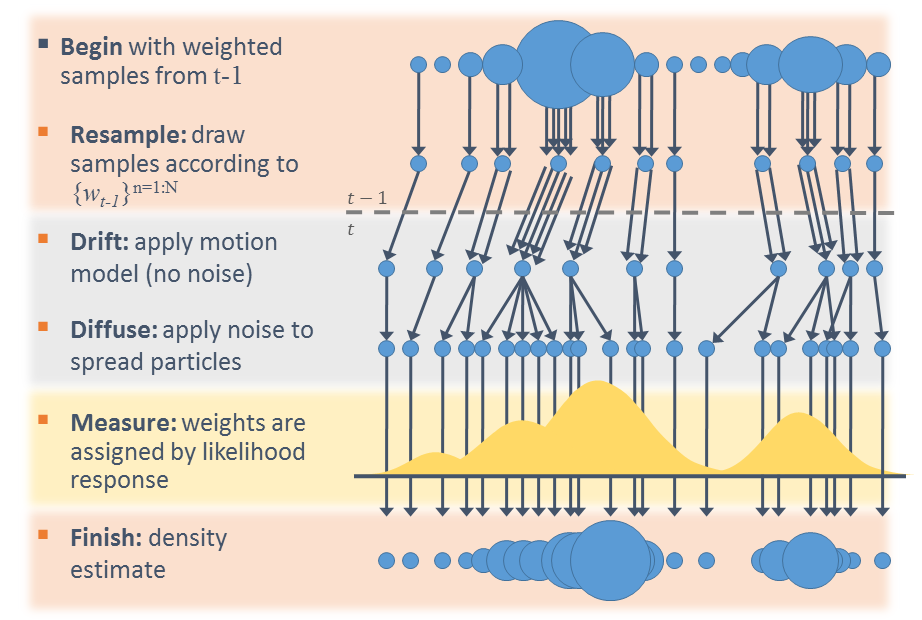 ▪ Begin with weighted
samples from t-1
▪ Resample: draw
samples according to
{w_{t-1}}^{n=1:N}
t − 1
t
▪ Drift: apply motion
model (no noise)
▪ Diffuse: apply noise to
spread particles
▪ Measure: weights are
assigned by likelihood
response
▪ Finish: density
estimate